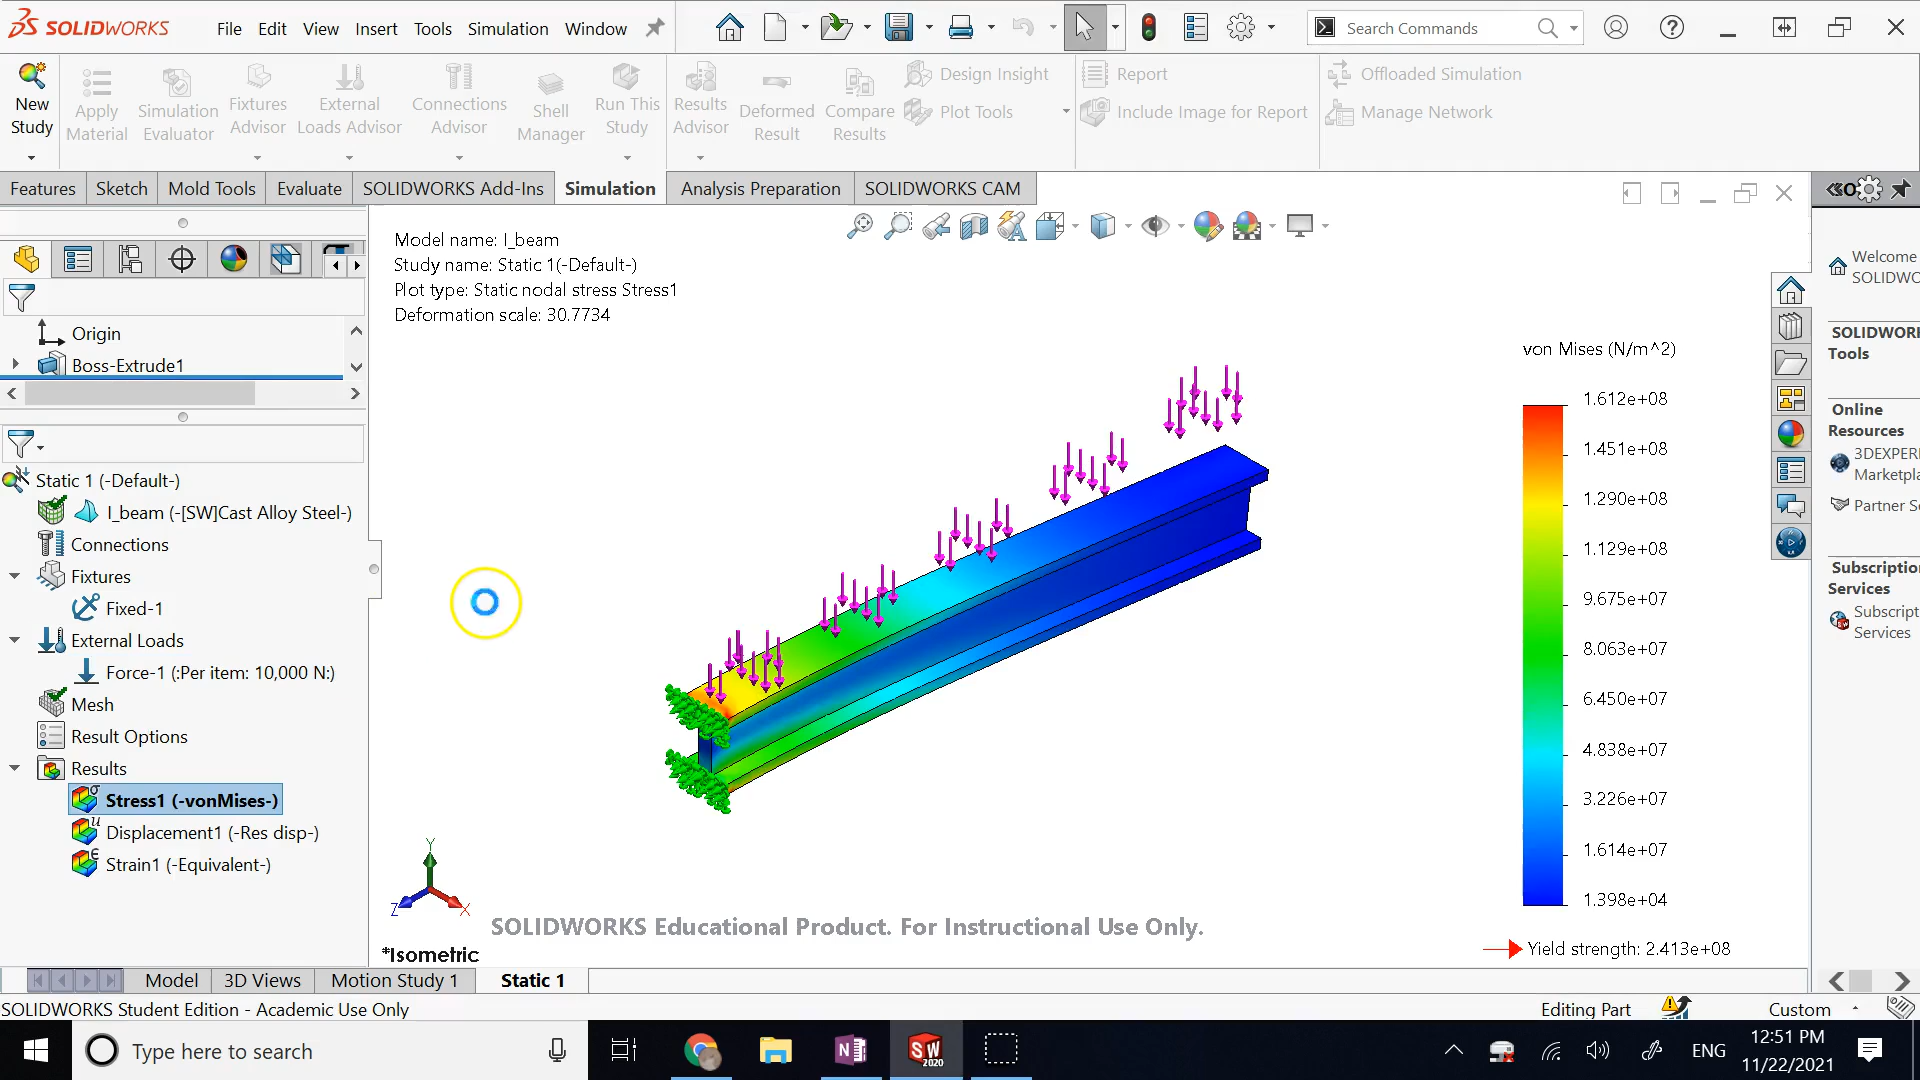 SOLIDWORKS File Edit View Insert Tools Simulation Window Search Commands
New Study
Apply Material
Simulation Evaluator
Fixtures Advisor
External Loads Advisor
Connections Advisor
Shell Manager
Run This Study
Results Advisor
Deformed Result
Compare Results
Design Insight
Plot Tools
Report
Include Image for Report
Offloaded Simulation
Manage Network
Features Sketch Mold Tools Evaluate SOLIDWORKS Add-Ins Simulation Analysis Preparation SOLIDWORKS CAM
Origin
Boss-Extrude1
Static 1 (-Default-)
I_beam (-[SW]Cast Alloy Steel-)
Connections
Fixtures
Fixed-1
External Loads
Force-1 (:Per item: 10,000 N:)
Mesh
Result Options
Results
Stress1 (-vonMises-)
Displacement1 (-Res disp-)
Strain1 (-Equivalent-)
Model name: I_beam
Study name: Static 1(-Default-)
Plot type: Static nodal stress Stress1
Deformation scale: 30.7734
von Mises (N/m^2)
1.612e+08
1.451e+08
1.290e+08
1.129e+08
9.675e+07
8.063e+07
6.450e+07
4.838e+07
3.226e+07
1.614e+07
1.398e+04
Yield strength: 2.413e+08
Y
Z
X
SOLIDWORKS Educational Product. For Instructional Use Only.
*Isometric
Welcome
SOLIDWO
SOLIDWORK
Tools
Online
Resources
3DEXPERI
Marketpla
Partner So
Subscription
Services
Subscript
Services
Model 3D Views Motion Study 1 Static 1
SOLIDWORKS Student Edition - Academic Use Only
Editing Part
Custom
Type here to search
SW
2020
ENG
12:51 PM
11/22/2021